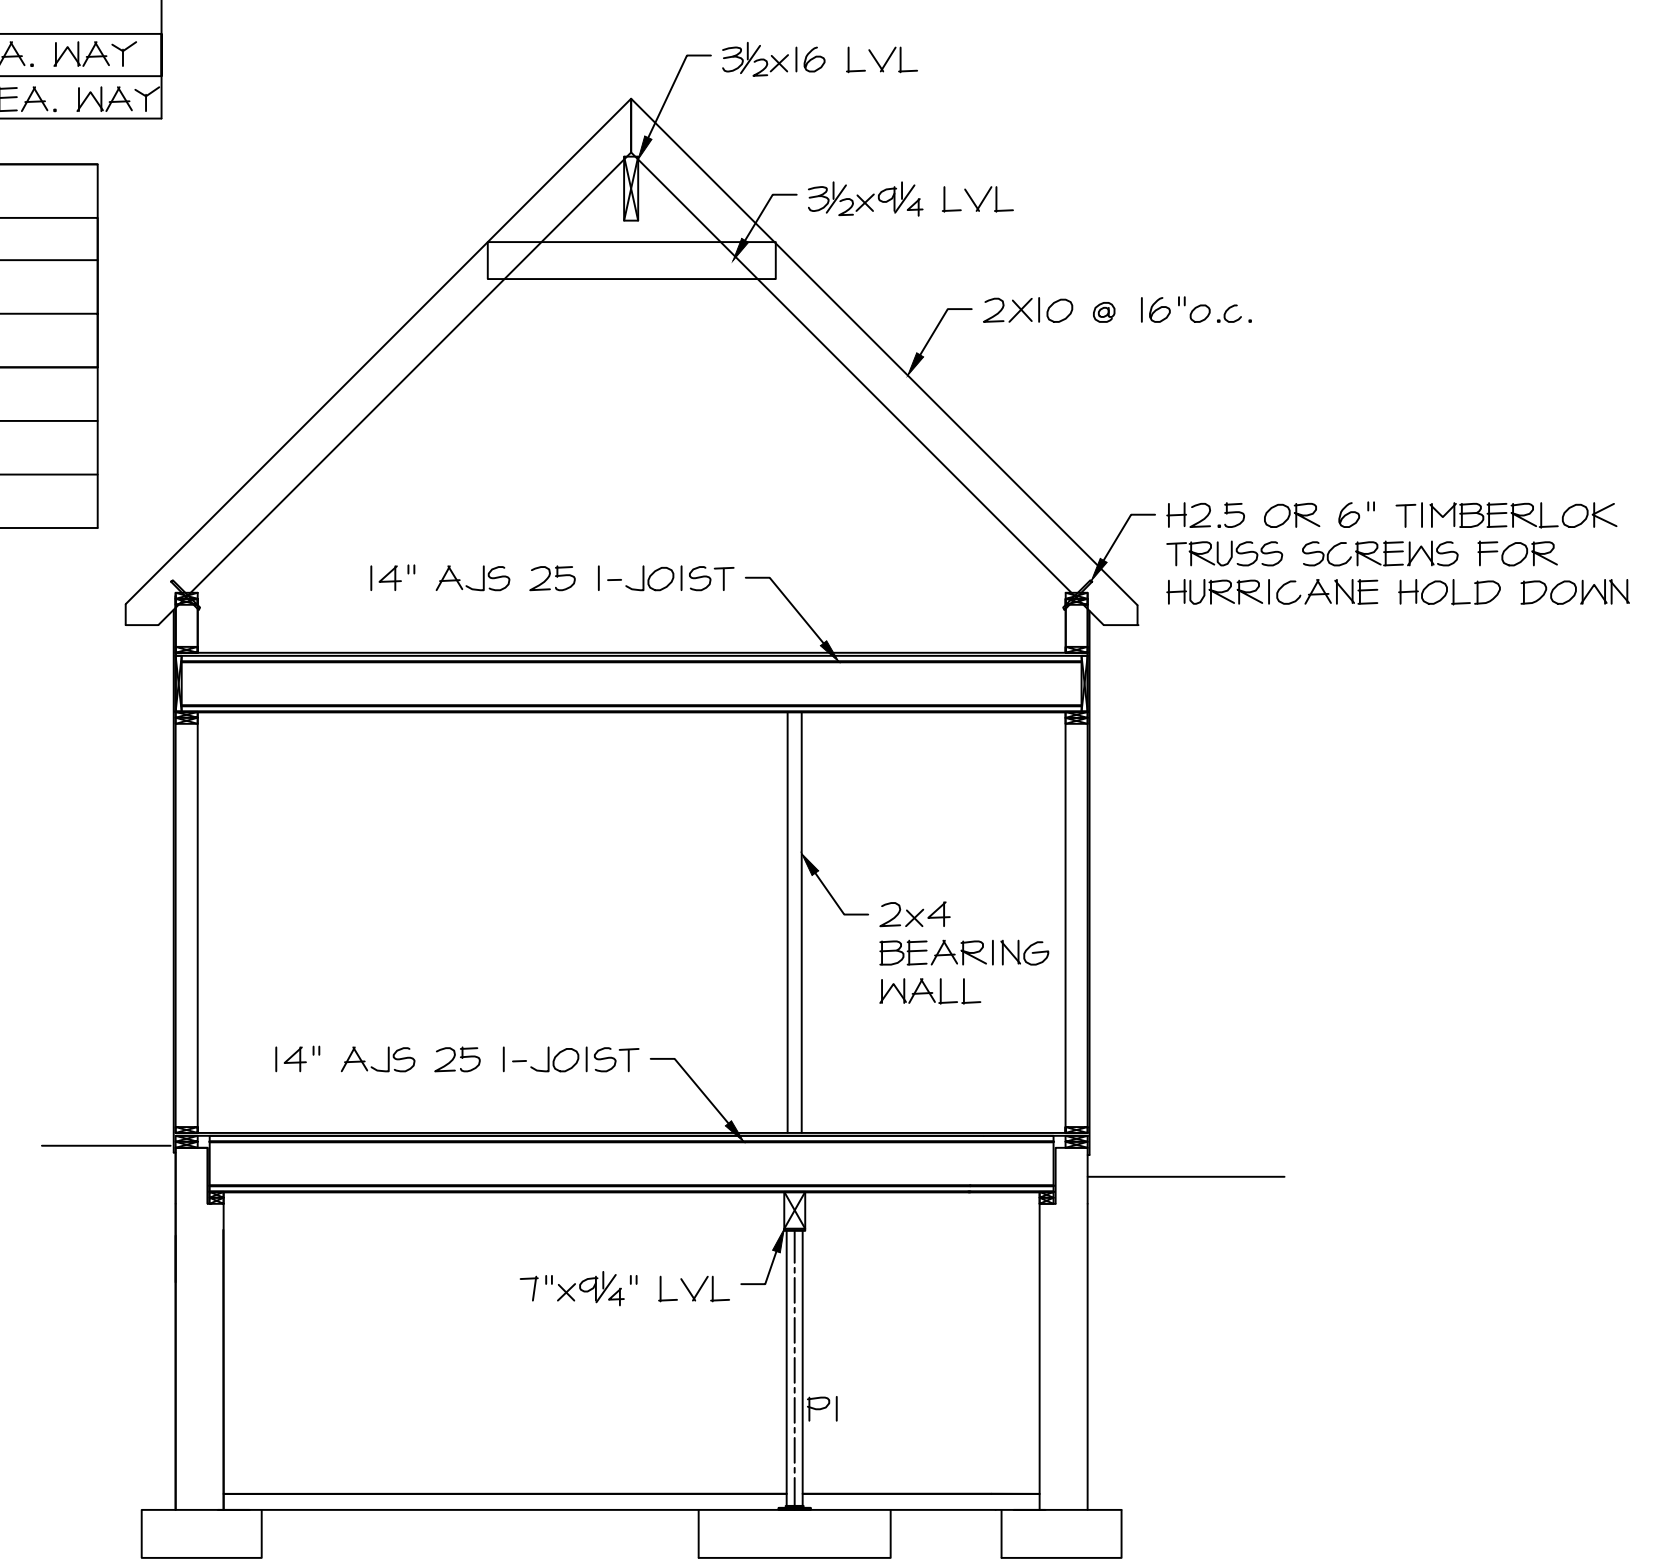 A. WAY
EA. WAY
3½x16 LVL
3½x9¼ LVL
2X10 @ 16"o.c.
H2.5 OR 6" TIMBERLOK
TRUSS SCREWS FOR
HURRICANE HOLD DOWN
14" AJS 25 I-JOIST
2x4
BEARING
WALL
14" AJS 25 I-JOIST
7"x9¼" LVL
P1